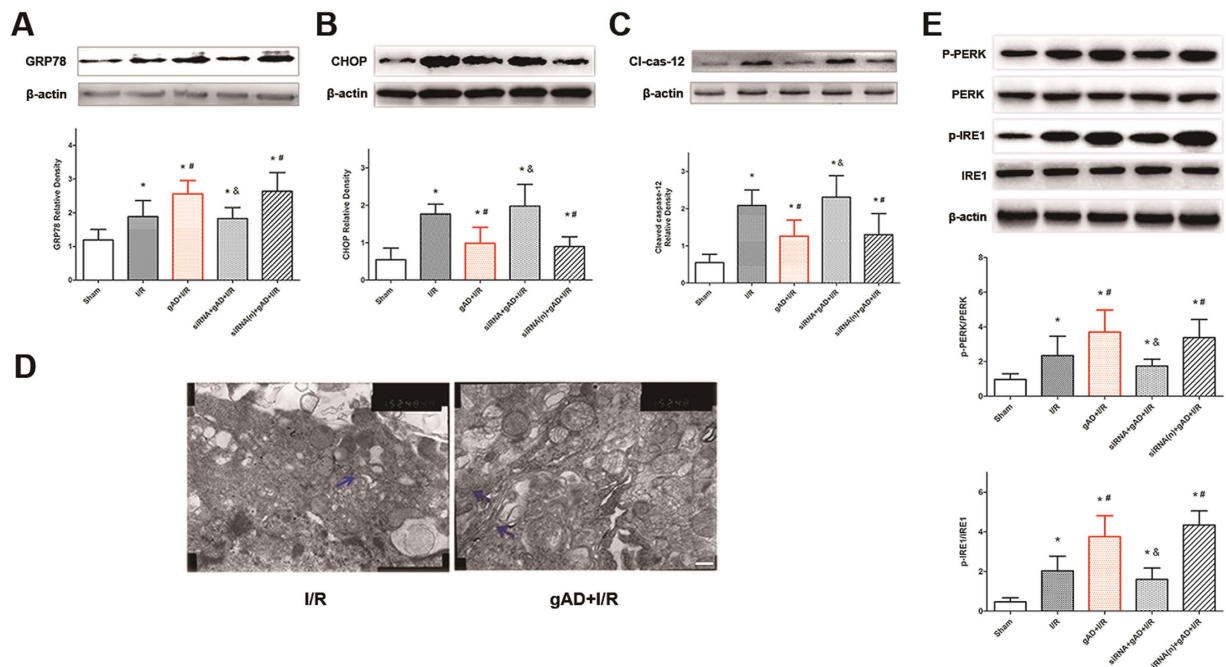 A
GRP78
β-actin
GRP78 Relative Density
4
3
2
1
0
*
* #
* &
* #
Sham
I/R
gAD+I/R
siRNA+gAD+I/R
siRNA(n)+gAD+I/R
B
CHOP
β-actin
CHOP Relative Density
3
2
1
0
*
* #
* &
* #
Sham
I/R
gAD+I/R
siRNA+gAD+I/R
siRNA(n)+gAD+I/R
C
Cl-cas-12
β-actin
Cleaved caspase-12
Relative Density
4
3
2
1
0
*
* #
* &
* #
Sham
I/R
gAD+I/R
siRNA+gAD+I/R
siRNA(n)+gAD+I/R
D
I/R
gAD+I/R
E
P-PERK
PERK
p-IRE1
IRE1
β-actin
p-PERK/PERK
8
6
4
2
0
*
* #
* &
* #
Sham
I/R
gAD+I/R
siRNA+gAD+I/R
siRNA(n)+gAD+I/R
p-IRE1/IRE1
8
6
4
2
0
*
* #
* &
* #
Sham
I/R
gAD+I/R
siRNA+gAD+I/R
iRNA(n)+gAD+I/R